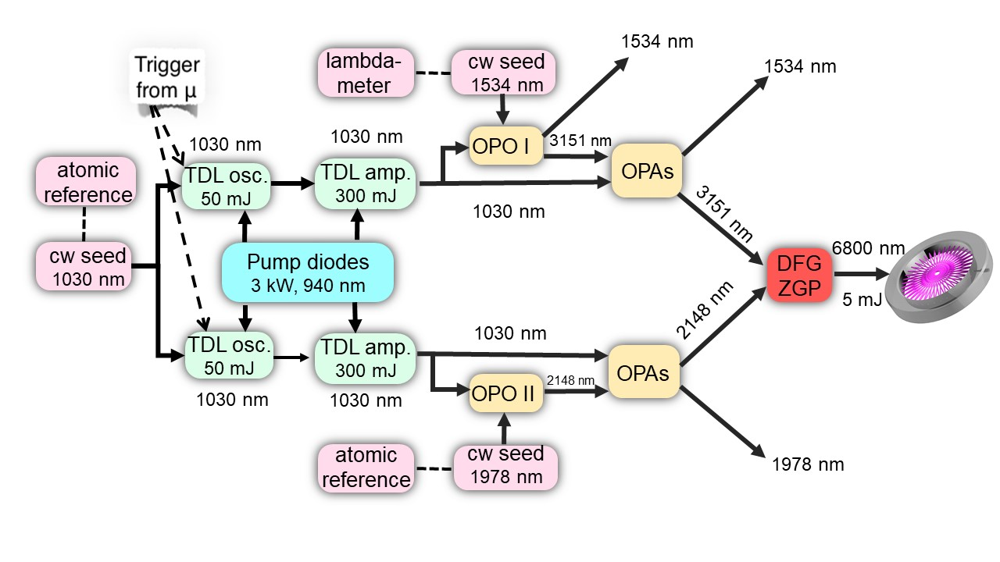 Trigger
from μ
lambda-
meter
cw seed
1534 nm
1534 nm
1534 nm
1030 nm
1030 nm
OPO I
3151 nm
atomic
reference
TDL osc.
50 mJ
TDL amp.
300 mJ
OPAs
1030 nm
3151 nm
cw seed
1030 nm
Pump diodes
3 kW, 940 nm
DFG
ZGP
6800 nm
5 mJ
2148 nm
1030 nm
TDL osc.
50 mJ
TDL amp.
300 mJ
OPAs
2148 nm
OPO II
1030 nm
1030 nm
atomic
reference
cw seed
1978 nm
1978 nm